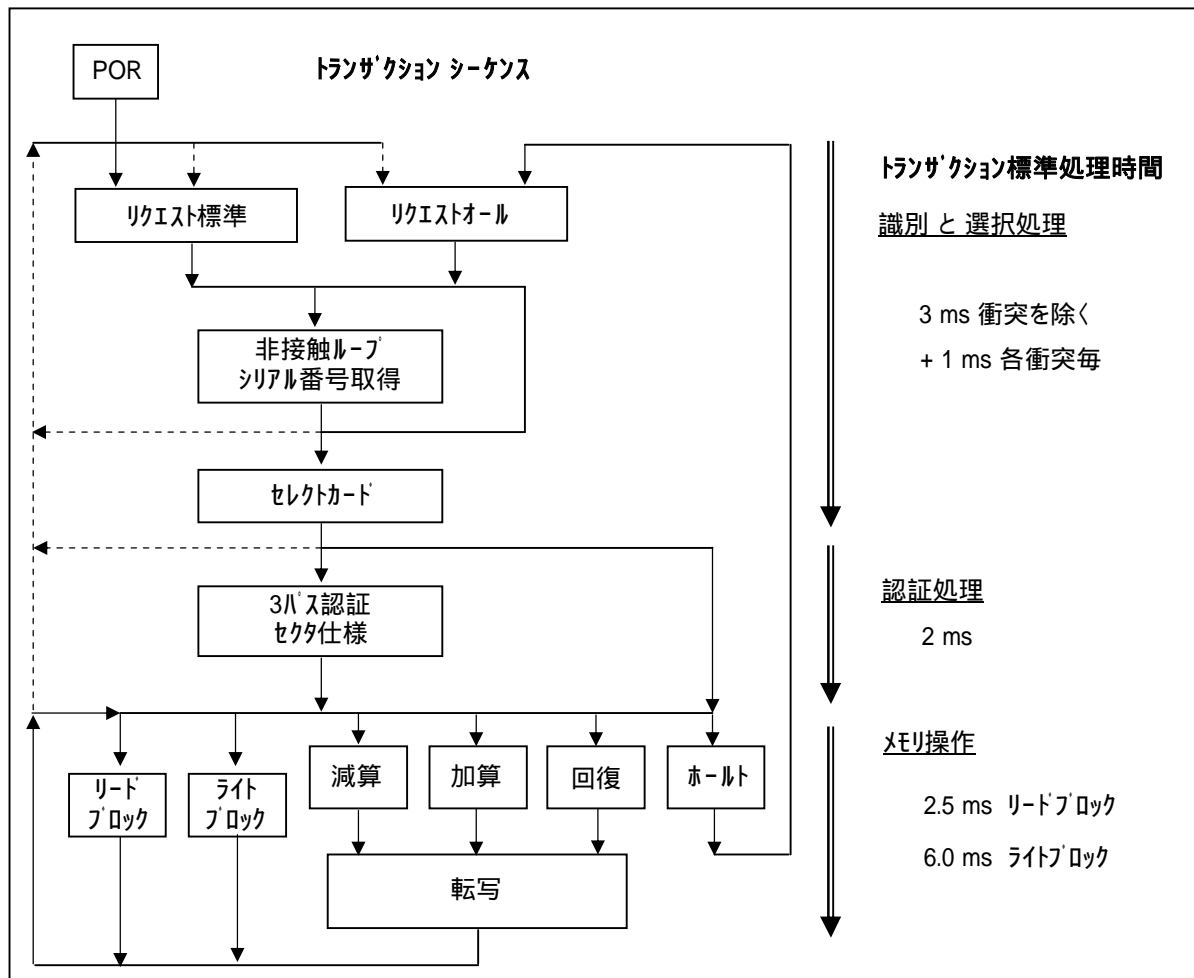 POR
トランザクション シーケンス
トランザクション標準処理時間
リクエスト標準
リクエストオール
識別 と 選択処理
3 ms 衝突を除く
+ 1 ms 各衝突毎
非接触ループ
シリアル番号取得
セレクトカード
3パス認証
セクタ仕様
認証処理
2 ms
メモリ操作
リード
ブロック
ライト
ブロック
減算
加算
回復
ホールト
2.5 ms リードブロック
6.0 ms ライトブロック
転写